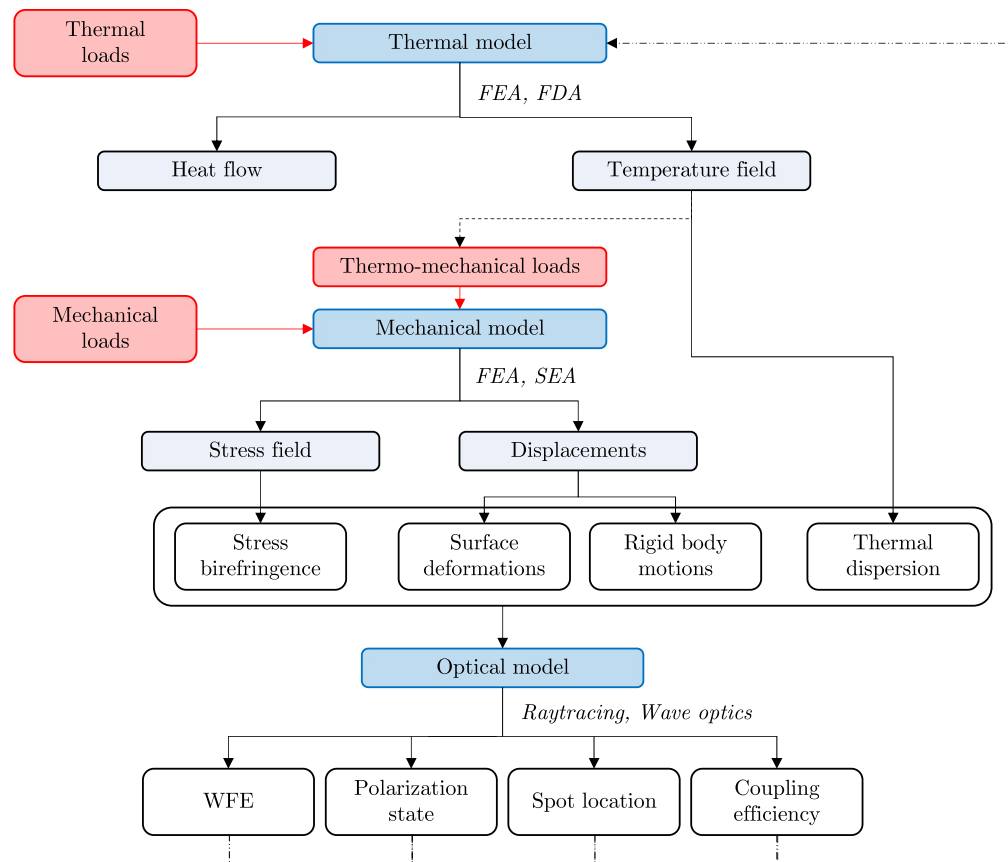 Thermal
loads
Thermal model
FEA, FDA
Heat flow
Temperature field
Thermo-mechanical loads
Mechanical
loads
Mechanical model
FEA, SEA
Stress field
Displacements
Stress
birefringence
Surface
deformations
Rigid body
motions
Thermal
dispersion
Optical model
Raytracing, Wave optics
WFE
Polarization
state
Spot location
Coupling
efficiency